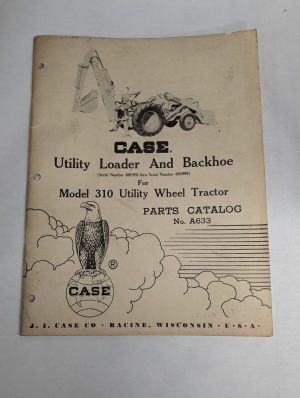 CASE®
Utility Loader And Backhoe
For
Model 310 Utility Wheel Tractor
PARTS CATALOG
No. A633
CASE
®
J. I. CASE CO · RACINE, WISCONSIN · U·S·A·